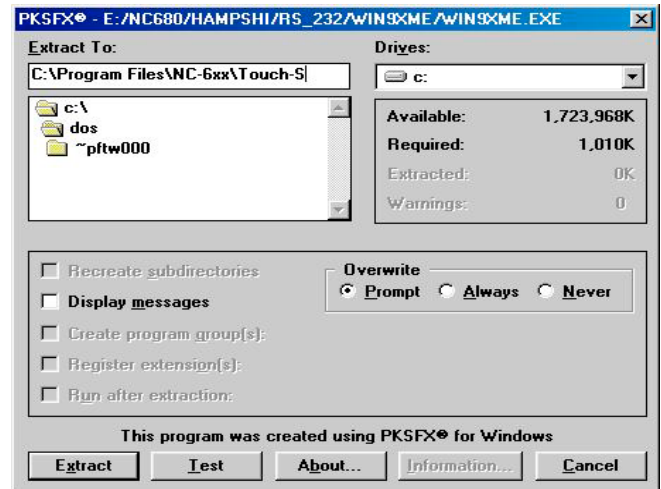 PKSFX® - E:/NC680/HAMPSHI/RS_232/WIN9XME/WIN9XME.EXE
Extract To:
C:\Program Files\NC-6xx\Touch-S
c:\
dos
~pftw000
Drives:
c:
Available: 1,723,968K
Required: 1,010K
Extracted: 0K
Warnings: 0
Recreate subdirectories
Display messages
Create program group(s):
Register extension(s):
Run after extraction:
Overwrite
Prompt Always Never
This program was created using PKSFX® for Windows
Extract Test About... Information... Cancel